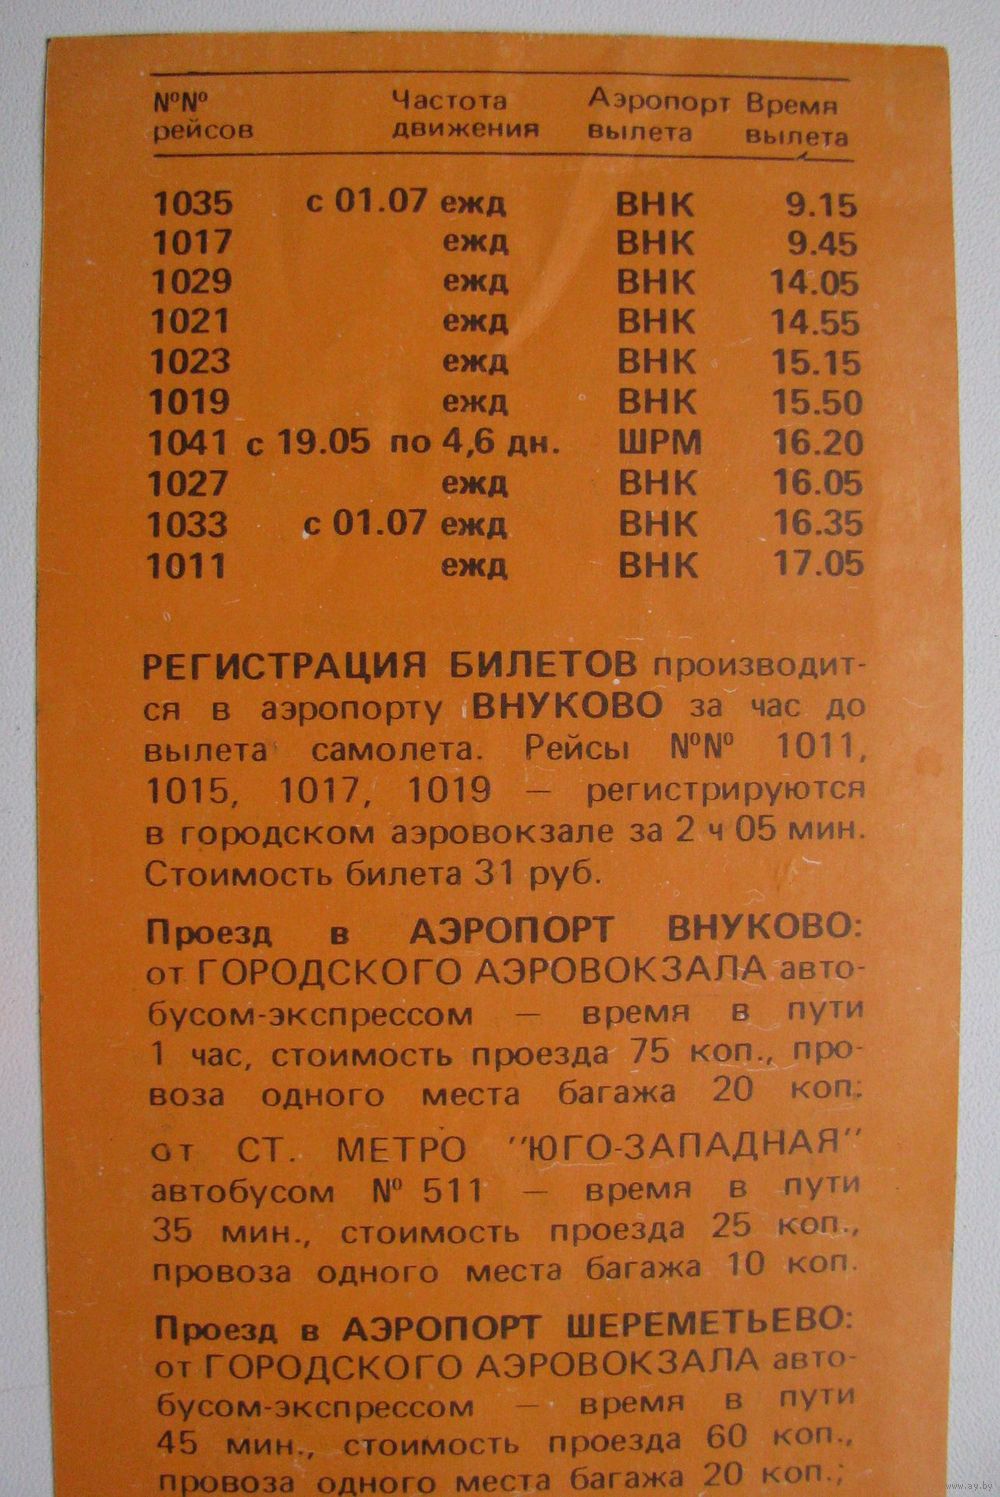 №№ Частота Аэропорт Время
рейсов движения вылета вылета
1035 с 01.07 ежд ВНК 9.15
1017 ежд ВНК 9.45
1029 ежд ВНК 14.05
1021 ежд ВНК 14.55
1023 ежд ВНК 15.15
1019 ежд ВНК 15.50
1041 с 19.05 по 4,6 дн. ШРМ 16.20
1027 ежд ВНК 16.05
1033 с 01.07 ежд ВНК 16.35
1011 ежд ВНК 17.05
РЕГИСТРАЦИЯ БИЛЕТОВ производит-
ся в аэропорту ВНУКОВО за час до
вылета самолета. Рейсы №№ 1011,
1015, 1017, 1019 — регистрируются
в городском аэровокзале за 2 ч 05 мин.
Стоимость билета 31 руб.
Проезд в АЭРОПОРТ ВНУКОВО:
от ГОРОДСКОГО АЭРОВОКЗАЛА авто-
бусом-экспрессом — время в пути
1 час, стоимость проезда 75 коп., про-
воза одного места багажа 20 коп;
от СТ. МЕТРО "ЮГО-ЗАПАДНАЯ"
автобусом № 511 — время в пути
35 мин., стоимость проезда 25 коп.,
провоза одного места багажа 10 коп.
Проезд в АЭРОПОРТ ШЕРЕМЕТЬЕВО:
от ГОРОДСКОГО АЭРОВОКЗАЛА авто-
бусом-экспрессом — время в пути
45 мин., стоимость проезда 60 коп.,
провоза одного места багажа 20 коп.;
www.ay.by